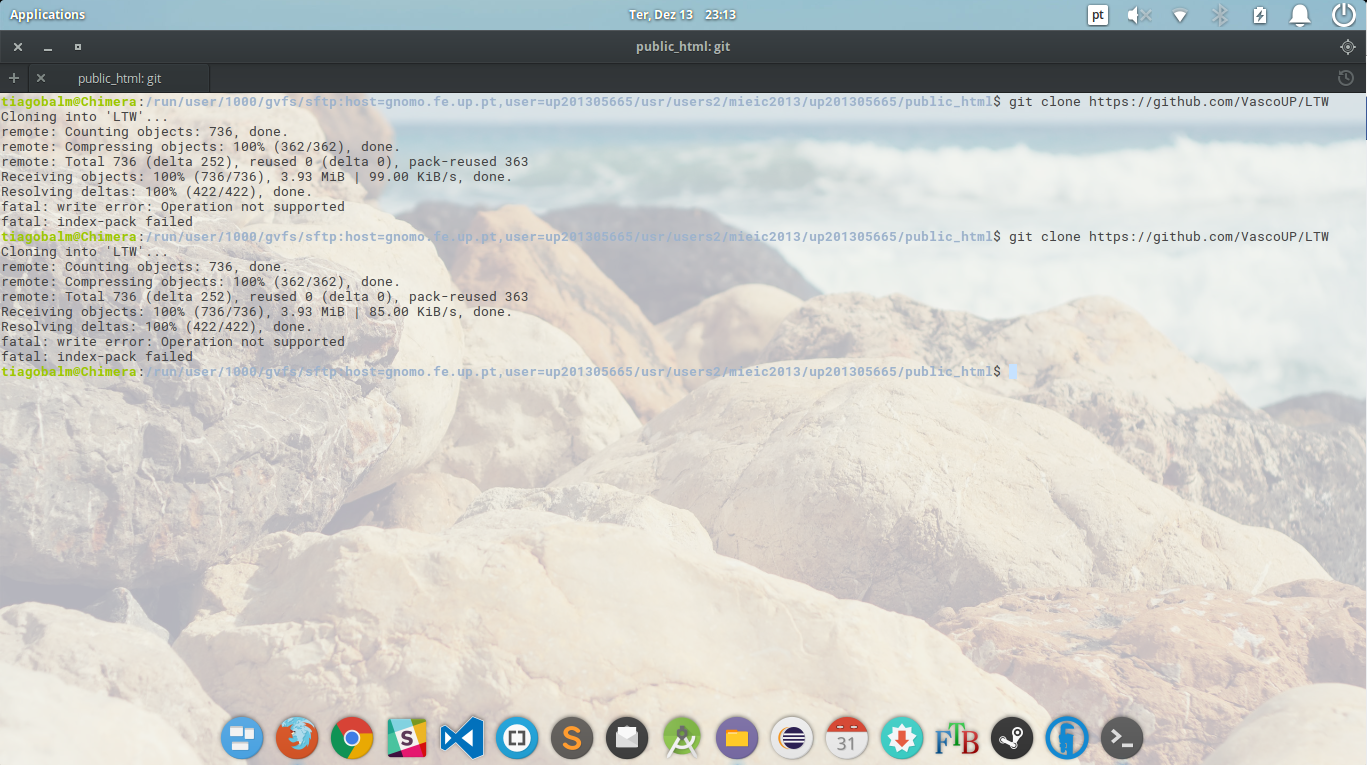 Applications
Ter, Dez 13 23:13
pt
public_html: git
public_html: git
tiagobalm@Chimera:/run/user/1000/gvfs/sftp:host=gnomo.fe.up.pt,user=up201305665/usr/users2/mieic2013/up201305665/public_html$ git clone https://github.com/VascoUP/LTW
Cloning into 'LTW'...
remote: Counting objects: 736, done.
remote: Compressing objects: 100% (362/362), done.
remote: Total 736 (delta 252), reused 0 (delta 0), pack-reused 363
Receiving objects: 100% (736/736), 3.93 MiB | 99.00 KiB/s, done.
Resolving deltas: 100% (422/422), done.
fatal: write error: Operation not supported
fatal: index-pack failed
tiagobalm@Chimera:/run/user/1000/gvfs/sftp:host=gnomo.fe.up.pt,user=up201305665/usr/users2/mieic2013/up201305665/public_html$ git clone https://github.com/VascoUP/LTW
Cloning into 'LTW'...
remote: Counting objects: 736, done.
remote: Compressing objects: 100% (362/362), done.
remote: Total 736 (delta 252), reused 0 (delta 0), pack-reused 363
Receiving objects: 100% (736/736), 3.93 MiB | 85.00 KiB/s, done.
Resolving deltas: 100% (422/422), done.
fatal: write error: Operation not supported
fatal: index-pack failed
tiagobalm@Chimera:/run/user/1000/gvfs/sftp:host=gnomo.fe.up.pt,user=up201305665/usr/users2/mieic2013/up201305665/public_html$
S
S
31
FTB